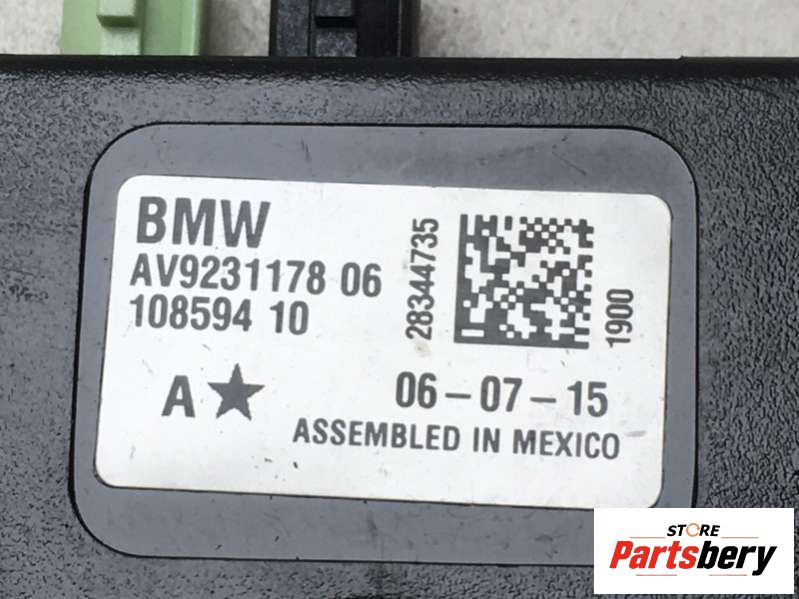 BMW
AV9231178 06
108594 10
28344735
1900
A
06-07-15
ASSEMBLED IN MEXICO
STORE
Partsbery